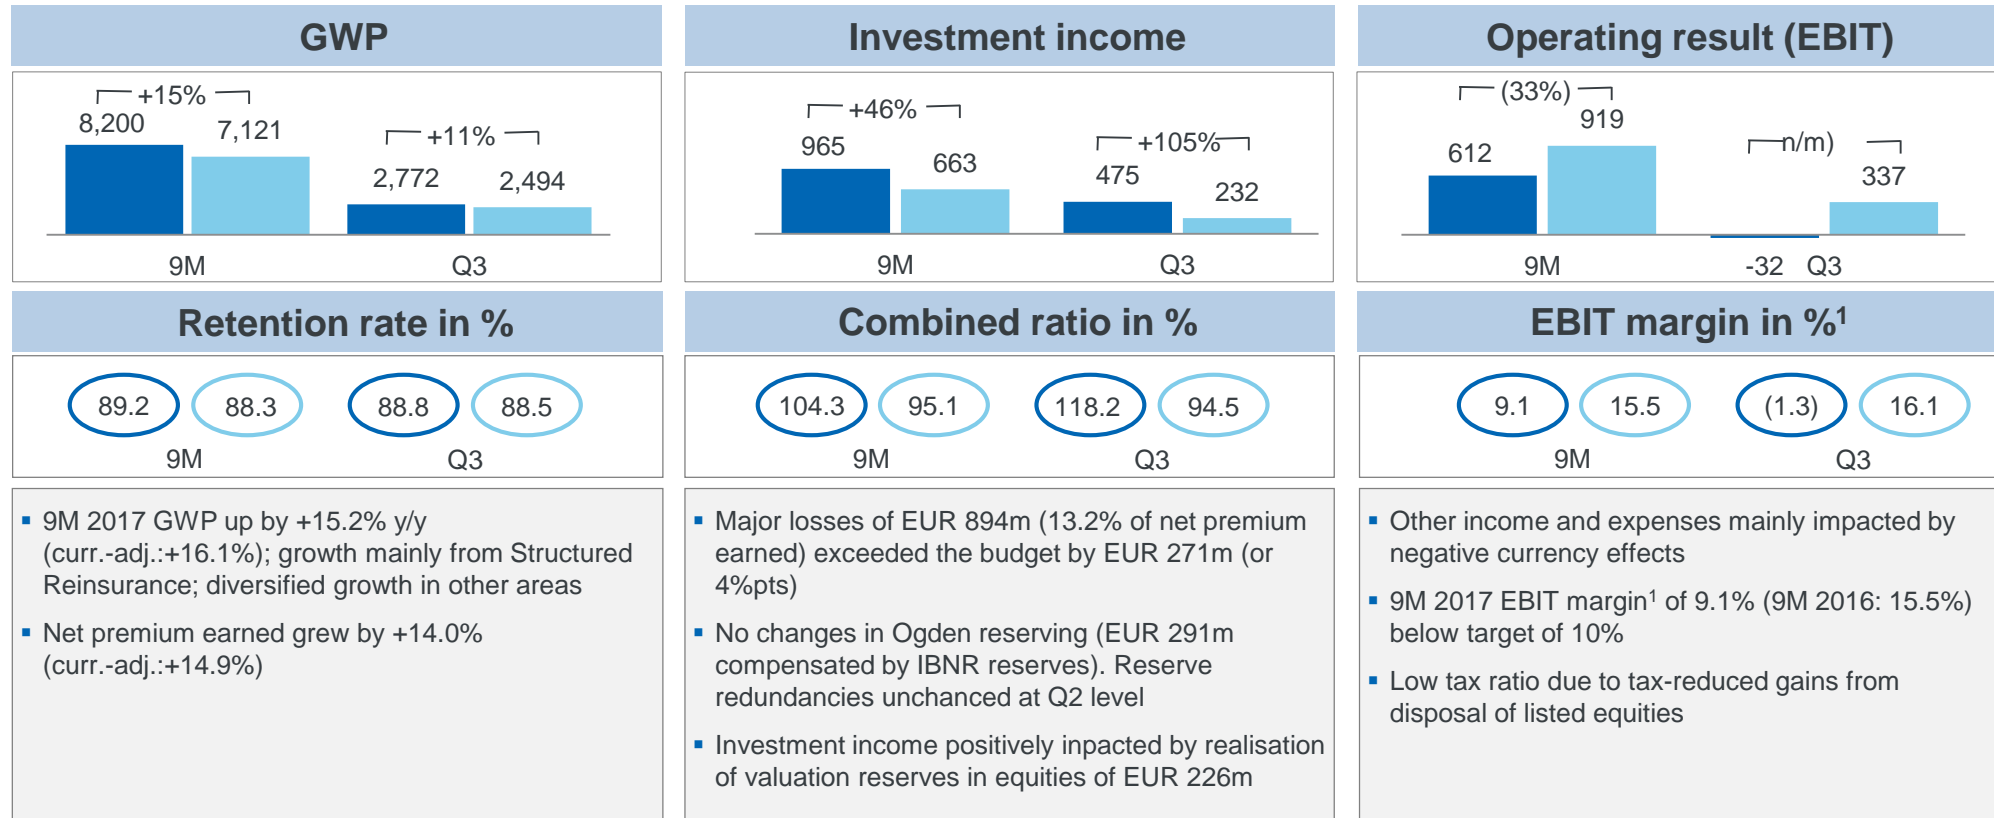 GWP
+15%
8,200
7,121
+11%
2,772
2,494
9M
Q3
Investment income
+46%
965
663
+105%
475
232
9M
Q3
Operating result (EBIT)
(33%)
612
919
n/m)
337
9M
-32
Q3
Retention rate in %
89.2
88.3
88.8
88.5
9M
Q3
Combined ratio in %
104.3
95.1
118.2
94.5
9M
Q3
EBIT margin in %¹
9.1
15.5
(1.3)
16.1
9M
Q3
▪ 9M 2017 GWP up by +15.2% y/y
(curr.-adj.:+16.1%); growth mainly from Structured
Reinsurance; diversified growth in other areas
▪ Net premium earned grew by +14.0%
(curr.-adj.:+14.9%)
▪ Major losses of EUR 894m (13.2% of net premium
earned) exceeded the budget by EUR 271m (or
4%pts)
▪ No changes in Ogden reserving (EUR 291m
compensated by IBNR reserves). Reserve
redundancies unchanced at Q2 level
▪ Investment income positively inpacted by realisation
of valuation reserves in equities of EUR 226m
▪ Other income and expenses mainly impacted by
negative currency effects
▪ 9M 2017 EBIT margin¹ of 9.1% (9M 2016: 15.5%)
below target of 10%
▪ Low tax ratio due to tax-reduced gains from
disposal of listed equities